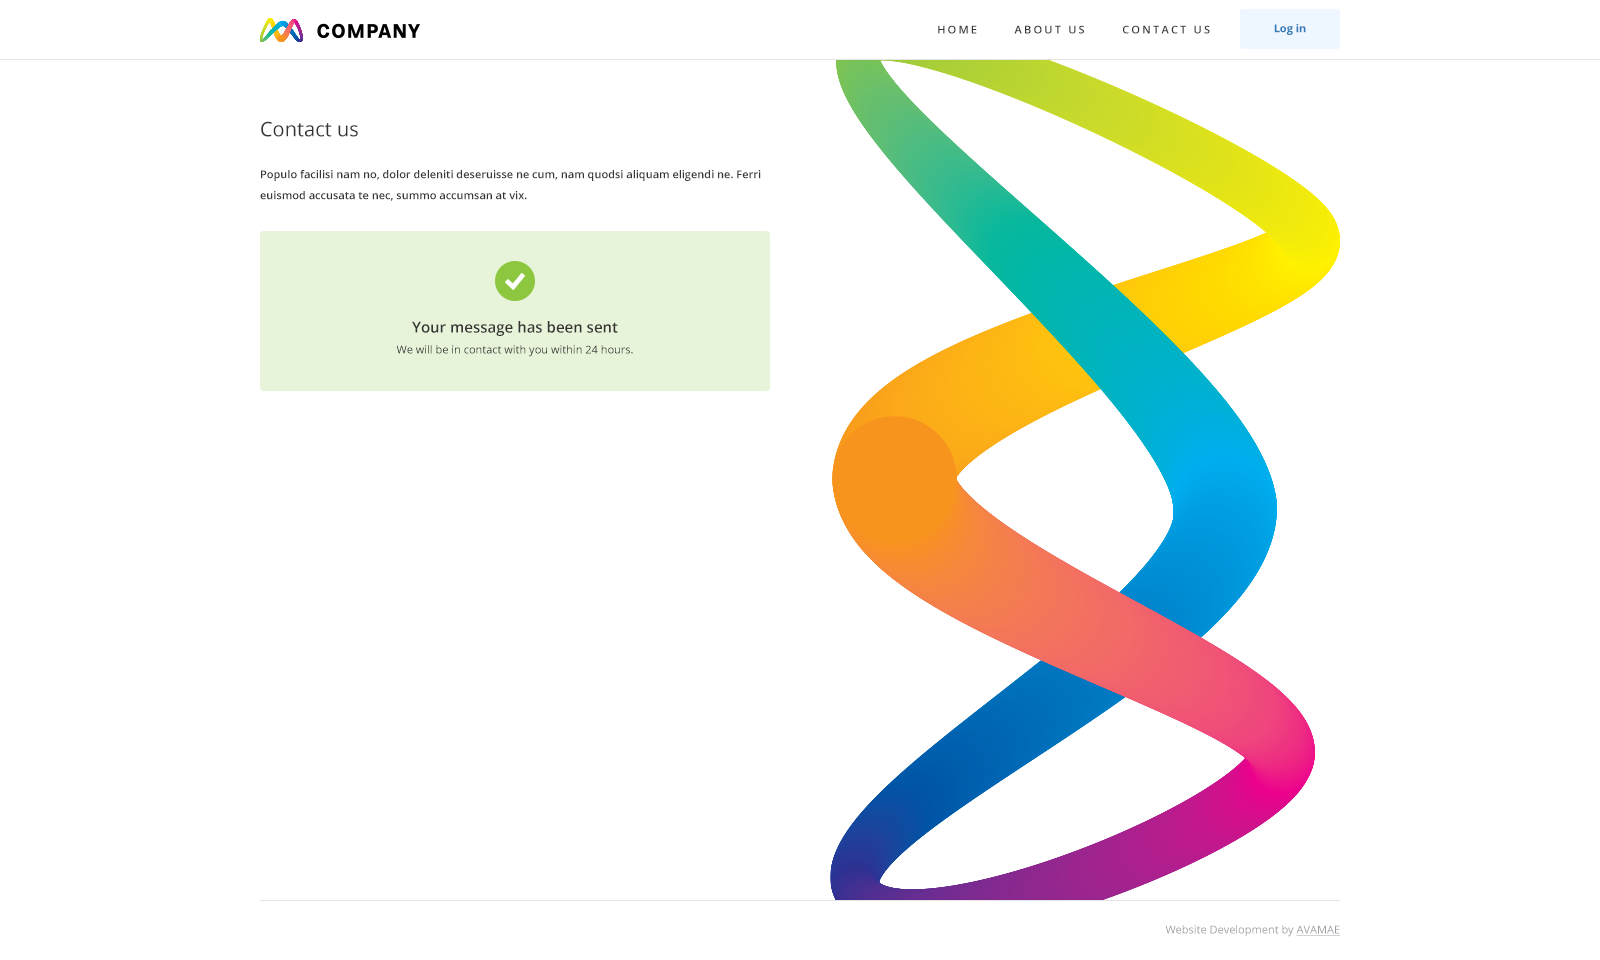 COMPANY
HOME
ABOUT US
CONTACT US
Log in
Contact us
Populo facilisi nam no, dolor deleniti deseruisse ne cum, nam quodsi aliquam eligendi ne. Ferri
euismod accusata te nec, summo accumsan at vix.
Your message has been sent
We will be in contact with you within 24 hours.
Website Development by AVAMAE